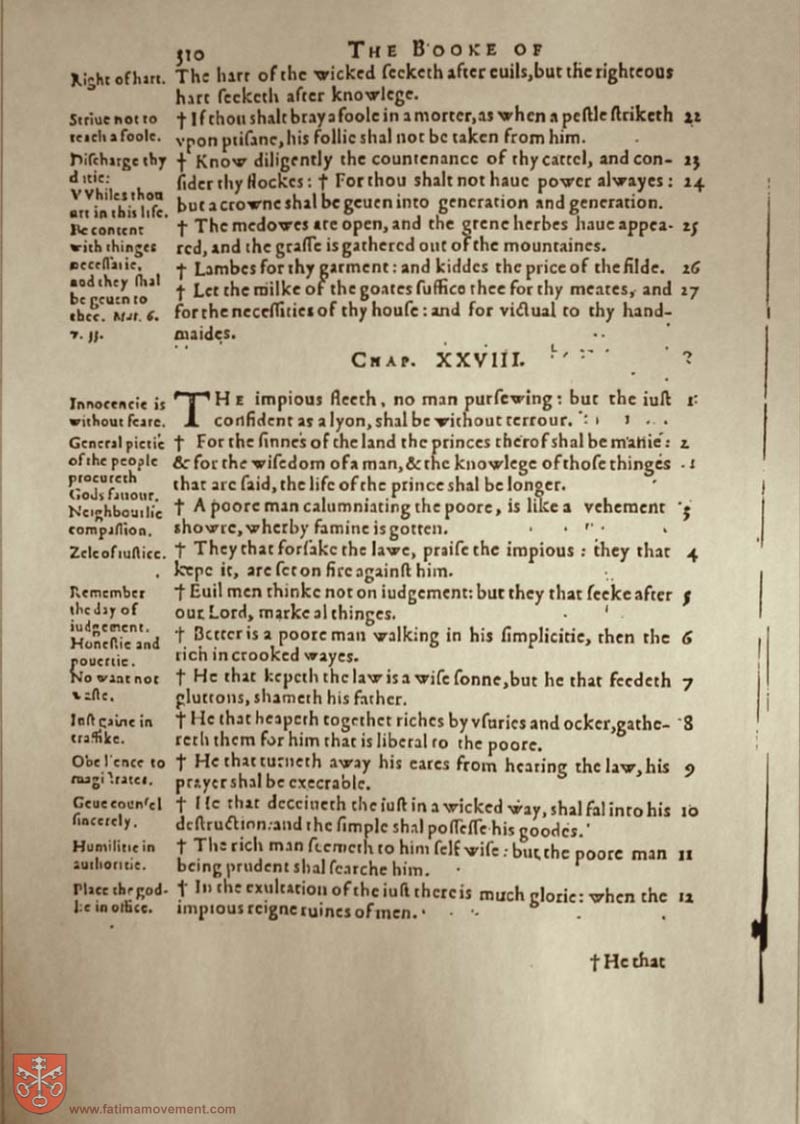 310
THE BOOKE OF
Right of hart.
The hart of the wicked ſeeketh after euils, but the righteous
hart ſeeketh after knowlege.
Striue not to
teach a foole.
† If thou shalt bray a foole in a morter, as when a peſtle ſtriketh 22
vpon ptiſane, his follie shal not be taken from him.
Diſcharge thy
dutie:
VVhiles thou
art in this life.
† Know diligently the countenance of thy cattel, and con- 23
ſider thy flockes: † For thou shalt not haue power alwayes: 24
but a crowne shal be geuen into generation and generation.
Be content
with thinges
neceſſarie,
and they shal
be geuen to
thee. Mat. 6.
v. 33.
† The medowes are open, and the grene herbes haue appea- 25
red, and the graſſe is gathered out of the mountaines.
† Lambes for thy garment: and kiddes the price of the filde. 26
† Let the milke of the goates ſuffice thee for thy meates, and 27
for the neceſſities of thy houſe: and for victual to thy hand-
maides.
CHAP. XXVIII.
Innocencie is
without feare.
THE impious fleeth, no man purſewing: but the iuſt 1
confident as a lyon, shal be without terrour.
General pietie
of the people
procureth
Gods fauour.
† For the ſinnes of the land the princes therof shal be manie: 2
& for the wiſedom of a man, & the knowlege of thoſe thinges
that are ſaid, the life of the prince shal be longer.
Neighbourlie
compaſſion.
† A poore man calumniating the poore, is like a vehement 3
showre, wherby famine is gotten.
Zele of iuſtice.
† They that forſake the lawe, praiſe the impious: they that 4
kepe it, are ſet on fire againſt him.
Remember
the day of
iudgement.
† Euil men thinke not on iudgement: but they that ſeeke after 5
our Lord, marke al thinges.
Honeſtie and
pouertie.
† Better is a poore man walking in his ſimplicitie, then the 6
rich in crooked wayes.
No want not
waſte.
† He that kepeth the law is a wiſe ſonne, but he that feedeth 7
gluttons, shameth his father.
Iuſt gaine in
traffike.
† He that heapeth together riches by vſuries and ocker, gathe- 8
reth them for him that is liberal to the poore.
Obedience to
magiſtrates.
† He that turneth away his eares from hearing the law, his 9
prayer shal be execrable.
Geue counſel
ſincerely.
† He that deceiueth the iuſt in a wicked way, shal fal into his 10
deſtruction: and the ſimple shal poſſeſſe his goodes.
Humilitie in
authoritie.
† The rich man ſeemeth to him ſelf wiſe: but the poore man 11
being prudent shal ſearche him.
Place the god-
lie in office.
† In the exultation of the iuſt there is much glorie: when the 12
impious reigne ruines of men.
† He that
www.fatimamovement.com